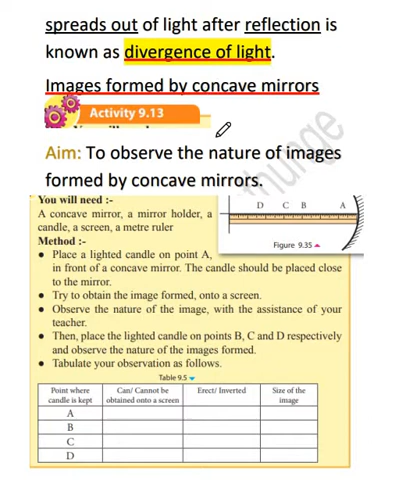 spreads out of light after reflection is
known as divergence of light.
Images formed by concave mirrors
Activity 9.13
Aim: To observe the nature of images
formed by concave mirrors.
You will need :-
A concave mirror, a mirror holder, a
candle, a screen, a metre ruler
D C B A
Figure 9.35
Method :-
● Place a lighted candle on point A,
in front of a concave mirror. The candle should be placed close
to the mirror.
● Try to obtain the image formed, onto a screen.
● Observe the nature of the image, with the assistance of your
teacher.
● Then, place the lighted candle on points B, C and D respectively
and observe the nature of the images formed.
● Tabulate your observation as follows.
Table 9.5
Point where candle is kept Can/ Cannot be obtained onto a screen Erect/ Inverted Size of the image
A
B
C
D